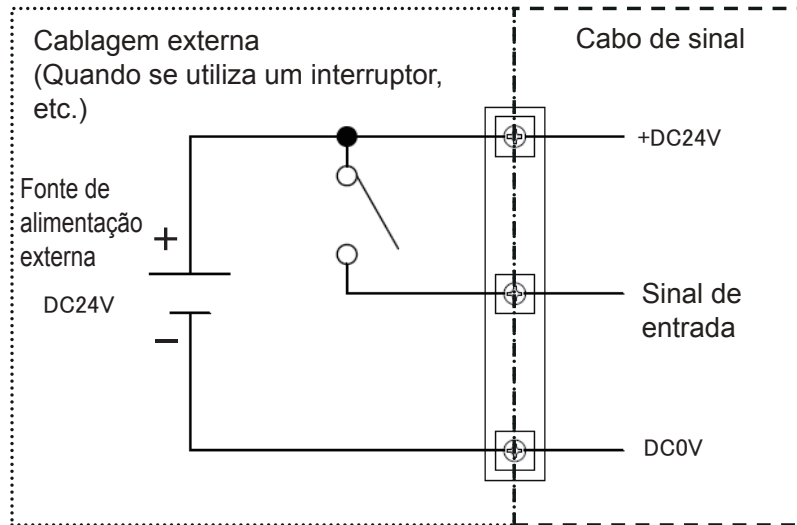 Cablagem externa
(Quando se utiliza um interruptor,
etc.)
Cabo de sinal
+DC24V
Fonte de
alimentação
externa
+
DC24V
−
Sinal de
entrada
DC0V